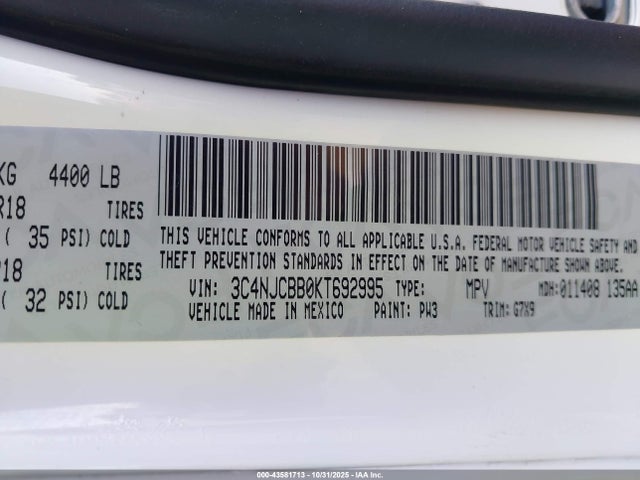 KG 4400 LB
R18 TIRES
( 35 PSI) COLD
R18 TIRES
( 32 PSI) COLD
THIS VEHICLE CONFORMS TO ALL APPLICABLE U.S.A. FEDERAL MOTOR VEHICLE SAFETY AND
THEFT PREVENTION STANDARDS IN EFFECT ON THE DATE OF MANUFACTURE SHOWN ABOVE.
VIN: 3C4NJCBB0KT692995 TYPE: MPV MDH: 011408 135AA
VEHICLE MADE IN MEXICO PAINT: PW3 TRIM: G7X9
000-43581713 - 10/31/2025 - IAA Inc.